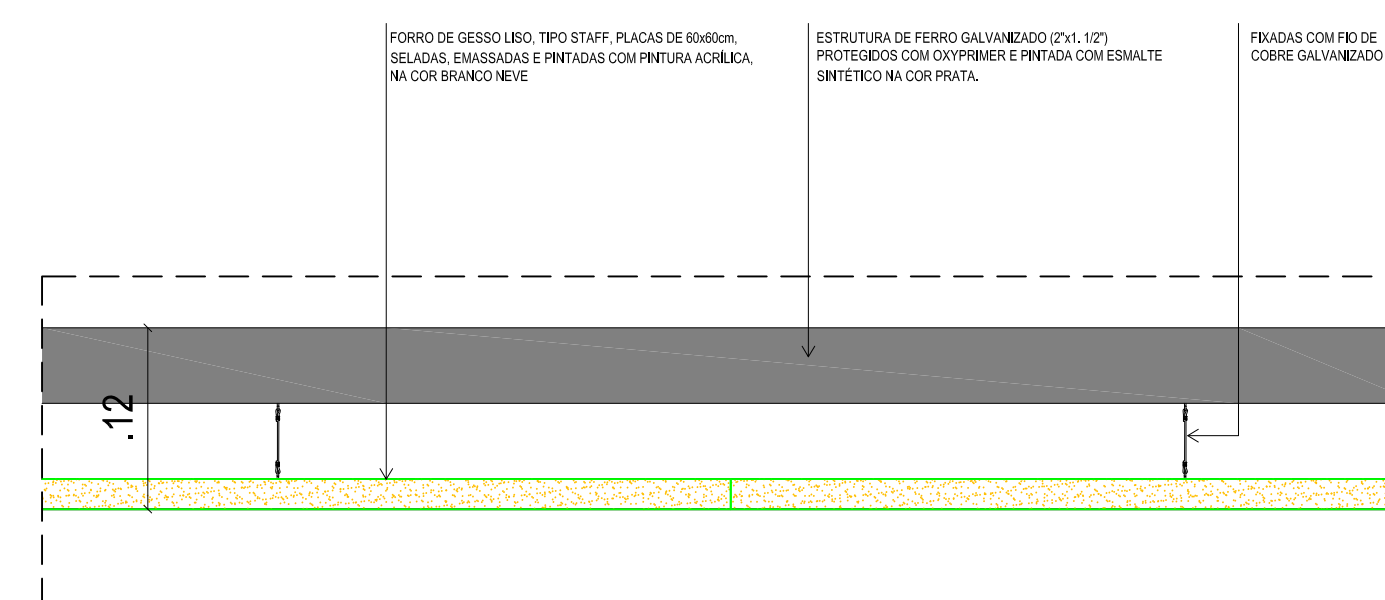 FORRO DE GESSO LISO, TIPO STAFF, PLACAS DE 60x60cm,
SELADAS, EMASSADAS E PINTADAS COM PINTURA ACRÍLICA,
NA COR BRANCO NEVE
ESTRUTURA DE FERRO GALVANIZADO (2"x1. 1/2")
PROTEGIDOS COM OXYPRIMER E PINTADA COM ESMALTE
SINTÉTICO NA COR PRATA.
FIXADAS COM FIO DE
COBRE GALVANIZADO
.12